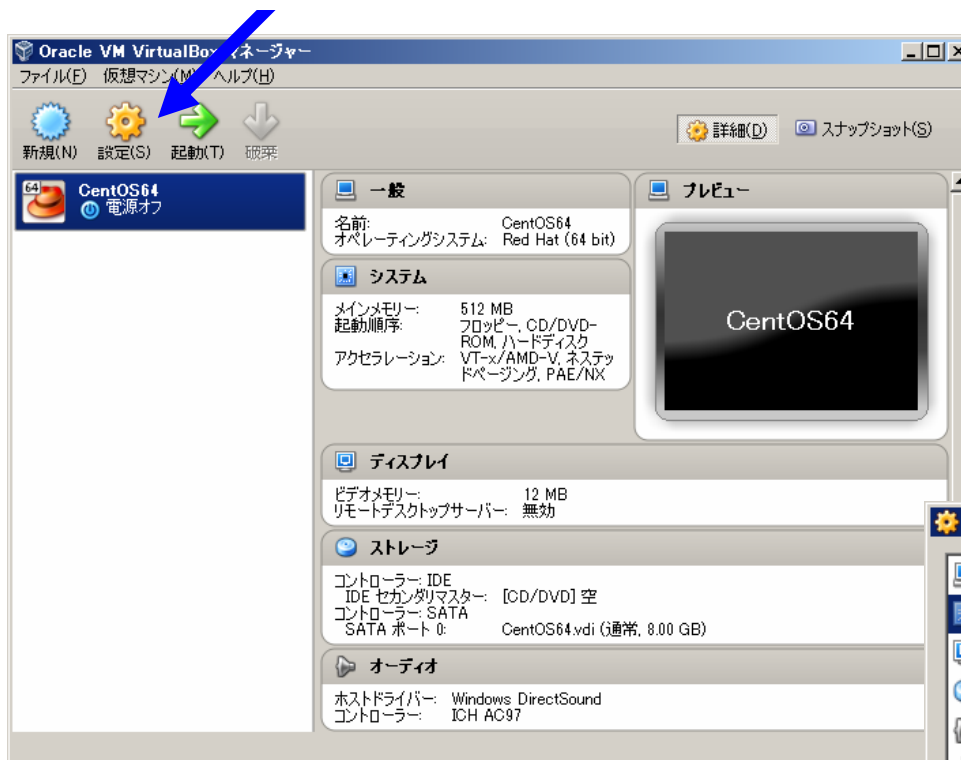 Oracle VM VirtualBox マネージャー
ファイル(F) 仮想マシン(M) ヘルプ(H)
新規(N) 設定(S) 起動(T) 破棄
詳細(D) スナップショット(S)
64 CentOS64
電源オフ
一般
名前: CentOS64
オペレーティングシステム: Red Hat (64 bit)
プレビュー
CentOS64
システム
メインメモリー: 512 MB
起動順序: フロッピー, CD/DVD-
ROM, ハードディスク
アクセラレーション: VT-x/AMD-V, ネステッ
ドページング, PAE/NX
ディスプレイ
ビデオメモリー: 12 MB
リモートデスクトップサーバー: 無効
ストレージ
コントローラー: IDE
IDE セカンダリマスター: [CD/DVD] 空
コントローラー: SATA
SATA ポート 0: CentOS64.vdi (通常, 8.00 GB)
オーディオ
ホストドライバー: Windows DirectSound
コントローラー: ICH AC97